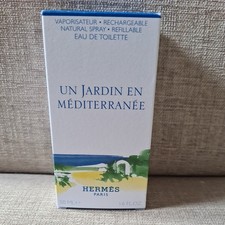 VAPORISATEUR • RECHARGEABLE
NATURAL SPRAY • REFILLABLE
EAU DE TOILETTE
UN JARDIN EN
MÉDITERRANÉE
HERMÈS
PARIS